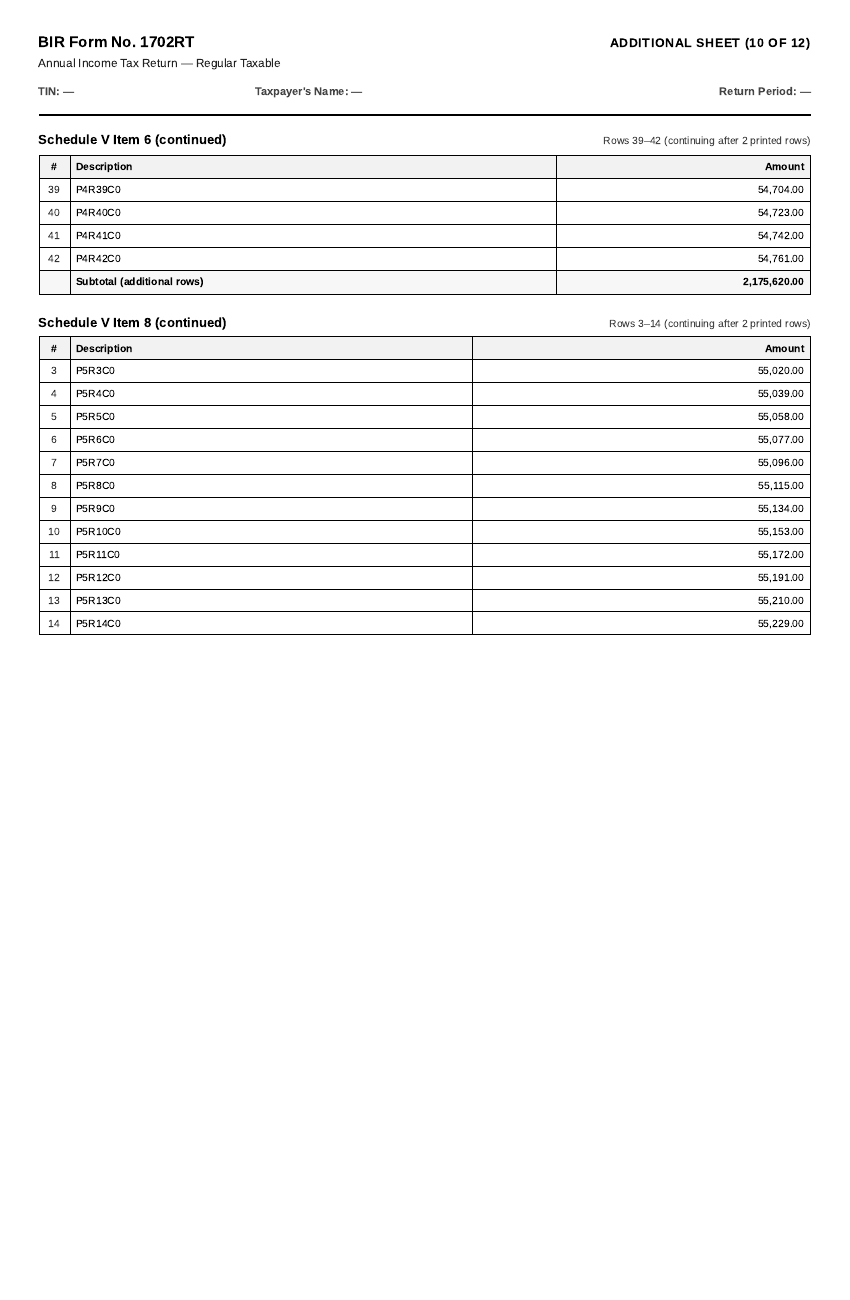 BIR Form No. 1702RT
ADDITIONAL SHEET (10 OF 12)
Annual Income Tax Return — Regular Taxable
TIN: — Taxpayer's Name: — Return Period: —
Schedule V Item 6 (continued) Rows 39–42 (continuing after 2 printed rows)
# Description Amount
39 P4R39C0 54,704.00
40 P4R40C0 54,723.00
41 P4R41C0 54,742.00
42 P4R42C0 54,761.00
Subtotal (additional rows) 2,175,620.00
Schedule V Item 8 (continued) Rows 3–14 (continuing after 2 printed rows)
# Description Amount
3 P5R3C0 55,020.00
4 P5R4C0 55,039.00
5 P5R5C0 55,058.00
6 P5R6C0 55,077.00
7 P5R7C0 55,096.00
8 P5R8C0 55,115.00
9 P5R9C0 55,134.00
10 P5R10C0 55,153.00
11 P5R11C0 55,172.00
12 P5R12C0 55,191.00
13 P5R13C0 55,210.00
14 P5R14C0 55,229.00